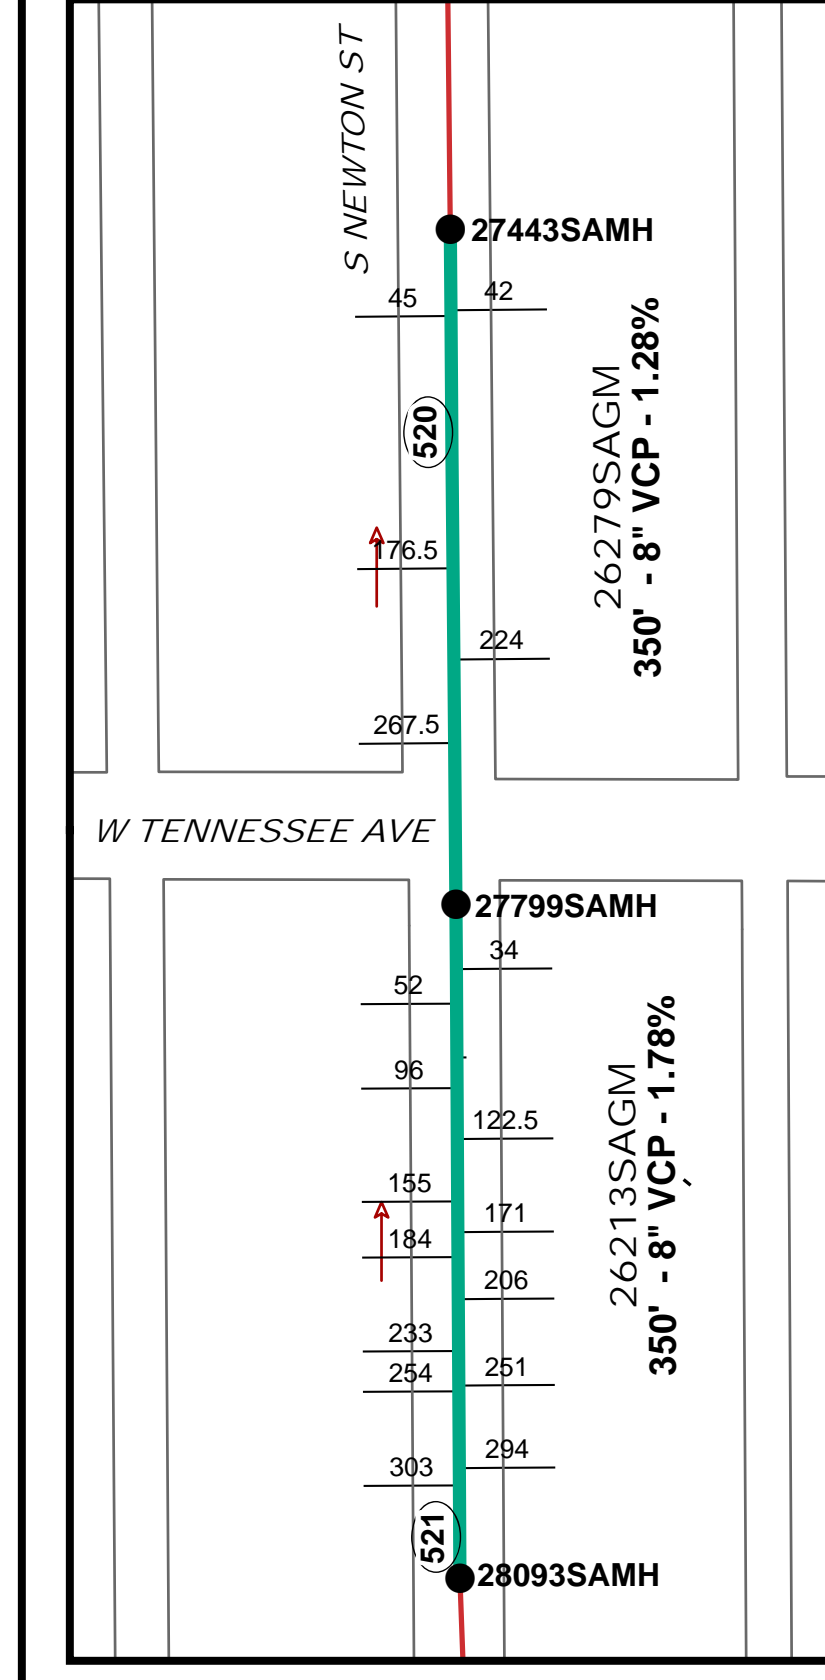 S NEWTON ST
27443SAMH
45
42
520
26279SAGM
350' - 8" VCP - 1.28%
176.5
224
267.5
W TENNESSEE AVE
27799SAMH
34
52
96
122.5
26213SAGM
350' - 8" VCP - 1.78%
155
171
184
206
233
251
254
294
303
521
28093SAMH